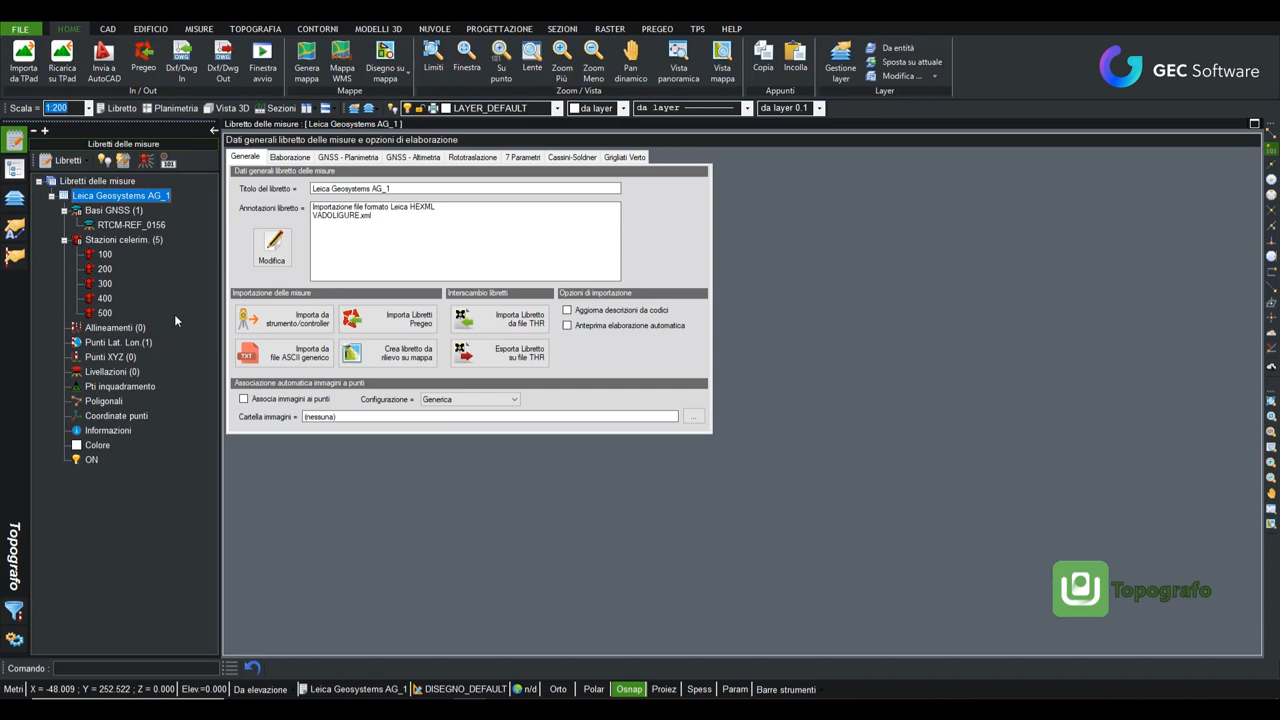 FILE HOME CAD EDIFICIO MISURE TOPOGRAFIA CONTORNI MODELLI 3D NUVOLE PROGETTAZIONE SEZIONI RASTER PREGEO TPS HELP
Importa da TPad
Ricarica su TPad
Invia a AutoCAD
Pregeo
Dxf/Dwg In
Dxf/Dwg Out
Finestra avvio
Genera mappa
Mappa WMS
Disegno su mappa
Limiti
Finestra
Su punto
Lente
Zoom Più
Zoom Meno
Pan dinamico
Vista panoramica
Vista mappa
Copia
Incolla
Gestione layer
Da entità
Sposta su attuale
Modifica ...
In / Out
Mappe
Zoom / Vista
Appunti
Layer
GEC Software
Scala = 1:200 Libretto Planimetria Vista 3D Sezioni LAYER_DEFAULT da layer da layer da layer 0.1
Libretti delle misure
Libretti
Libretti delle misure
Leica Geosystems AG_1
Basi GNSS (1)
RTCM-REF_0156
Stazioni celerim. (5)
100
200
300
400
500
Allineamenti (0)
Punti Lat. Lon.(1)
Punti XYZ (0)
Livellazioni (0)
Pti inquadramento
Poligonali
Coordinate punti
Informazioni
Colore
ON
Topografo
Libretto delle misure : [ Leica Geosystems AG_1 ]
Dati generali libretto delle misure e opzioni di elaborazione
Generale Elaborazione GNSS - Planimetria GNSS - Altimetria Rototraslazione 7 Parametri Cassini-Soldner Grigliati Verto
Dati generali libretto delle misure
Titolo del libretto = Leica Geosystems AG_1
Annotazioni libretto = Importazione file formato Leica HEXML
VADOLIGURE.xml
Modifica
Importazione delle misure Interscambio libretti Opzioni di importazione
Importa da strumento/controller
Importa Libretti Pregeo
Importa Libretto da file THR
Aggiorna descrizioni da codici
Anteprima elaborazione automatica
TXT Importa da file ASCII generico
Crea libretto da rilievo su mappa
Esporta Libretto su file THR
Associazione automatica immagini a punti
Associa immagini ai punti Configurazione = Generica
Cartella immagini = (nessuna) ...
Topografo
Comando :
Metri X = -48.009; Y = 252.522; Z = 0.000 Elev.=0.000 Da elevazione Leica Geosystems AG_1 DISEGNO_DEFAULT n/d Orto Polar Osnap Proiez Spess Param Barre strumenti